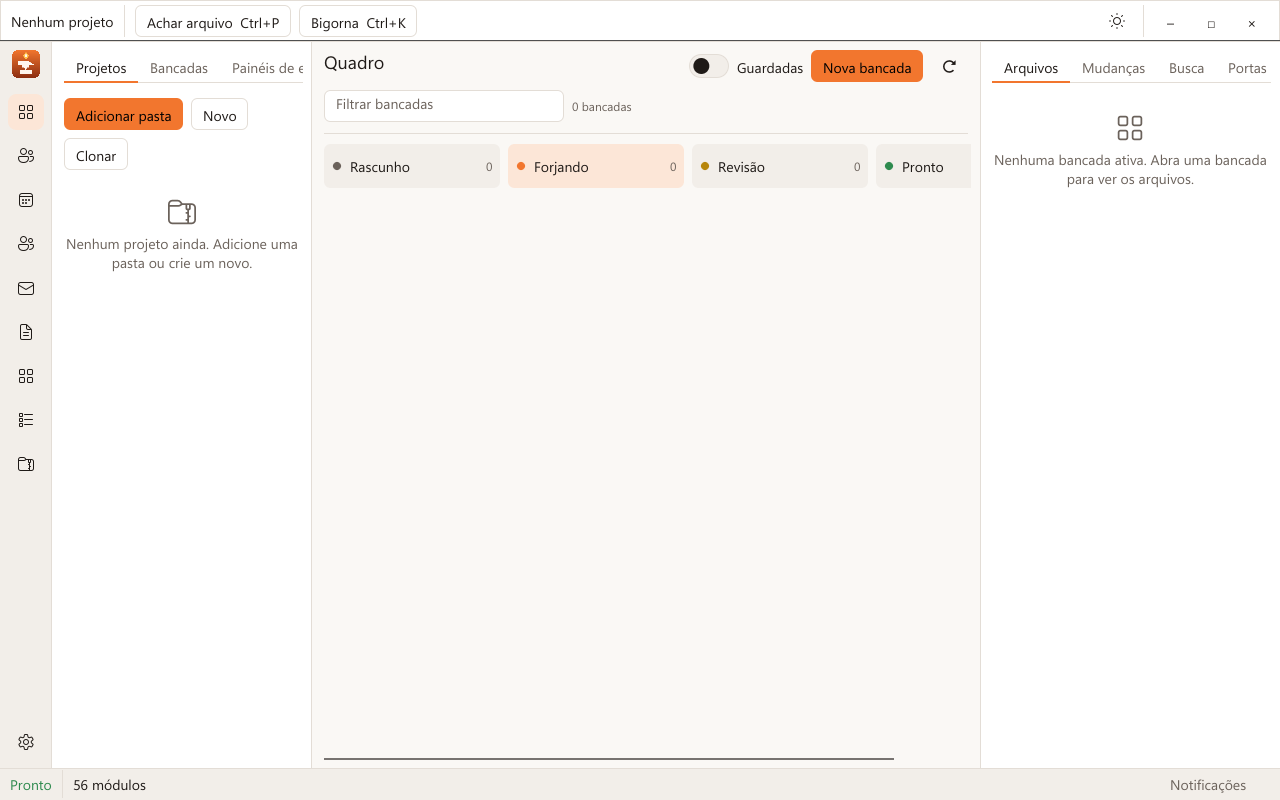 Nenhum projeto
Achar arquivo Ctrl+P
Bigorna Ctrl+K
Projetos
Bancadas
Painéis de e
Adicionar pasta
Novo
Clonar
Nenhum projeto ainda. Adicione uma
pasta ou crie um novo.
Quadro
Guardadas
Nova bancada
Filtrar bancadas
0 bancadas
Rascunho 0
Forjando 0
Revisão 0
Pronto
Arquivos
Mudanças
Busca
Portas
Nenhuma bancada ativa. Abra uma bancada
para ver os arquivos.
Pronto
56 módulos
Notificações